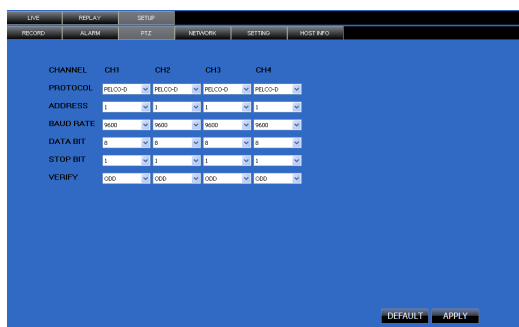 LIVE REPLAY SETUP
RECORD ALARM PTZ NETWORK SETTING HOST INFO
CHANNEL CH1 CH2 CH3 CH4
PROTOCOL PELCO-D PELCO-D PELCO-D PELCO-D
ADDRESS 1 1 1 1
BAUD RATE 9600 9600 9600 9600
DATA BIT 8 8 8 8
STOP BIT 1 1 1 1
VERIFY ODD ODD ODD ODD
DEFAULT APPLY